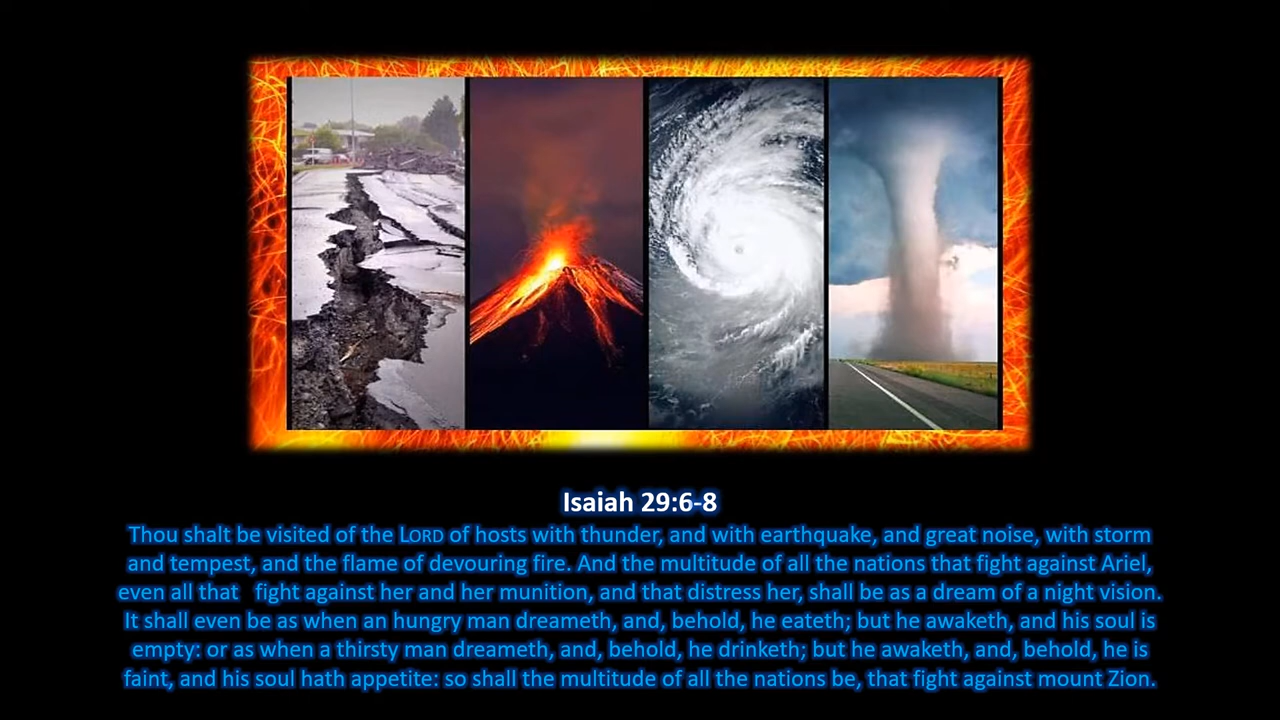 Isaiah 29:6-8
Thou shalt be visited of the LORD of hosts with thunder, and with earthquake, and great noise, with storm
and tempest, and the flame of devouring fire. And the multitude of all the nations that fight against Ariel,
even all that fight against her and her munition, and that distress her, shall be as a dream of a night vision.
It shall even be as when an hungry man dreameth, and, behold, he eateth; but he awaketh, and his soul is
empty: or as when a thirsty man dreameth, and, behold, he drinketh; but he awaketh, and, behold, he is
faint, and his soul hath appetite: so shall the multitude of all the nations be, that fight against mount Zion.